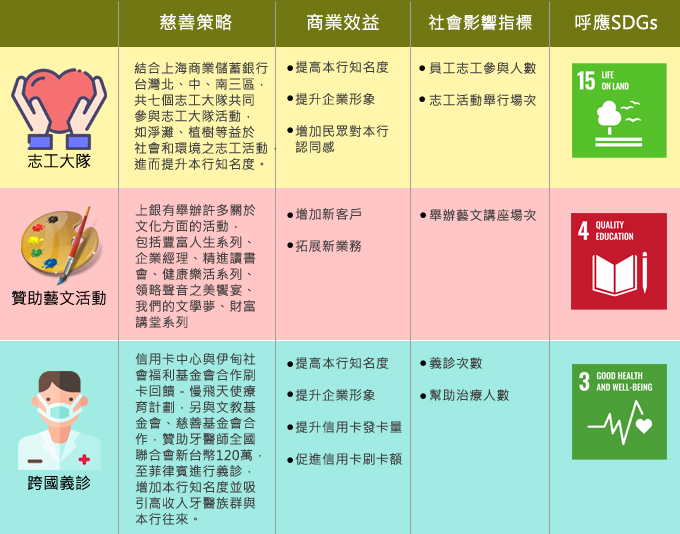 慈善策略
商業效益
社會影響指標
呼應SDGs
志工大隊
結合上海商業儲蓄銀行
台灣北、中、南三區，
共七個志工大隊共同
參與志工大隊活動，
如淨灘、植樹等益於
社會和環境之志工活動，
進而提升本行知名度。
●提高本行知名度
●提升企業形象
●增加民眾對本行
認同感
●員工志工參與人數
●志工活動舉行場次
15 LIFE
ON LAND
贊助藝文活動
上銀有舉辦許多關於
文化方面的活動，
包括豐富人生系列、
企業經理、精進讀書
會、健康樂活系列、
領略聲音之美饗宴、
我們的文學夢、財富
講堂系列
●增加新客戶
●拓展新業務
●舉辦藝文講座場次
4 QUALITY
EDUCATION
跨國義診
信用卡中心與伊甸社
會福利基金會合作刷
卡回饋－慢飛天使療
育計劃，另與文教基
金會、慈善基金會合
作，贊助牙醫師全國
聯合會新台幣120萬，
至菲律賓進行義診，
增加本行知名度並吸
引高收入牙醫族群與
本行往來。
●提高本行知名度
●提升企業形象
●提升信用卡發卡量
●促進信用卡刷卡額
●義診次數
●幫助治療人數
3 GOOD HEALTH
AND WELL-BEING